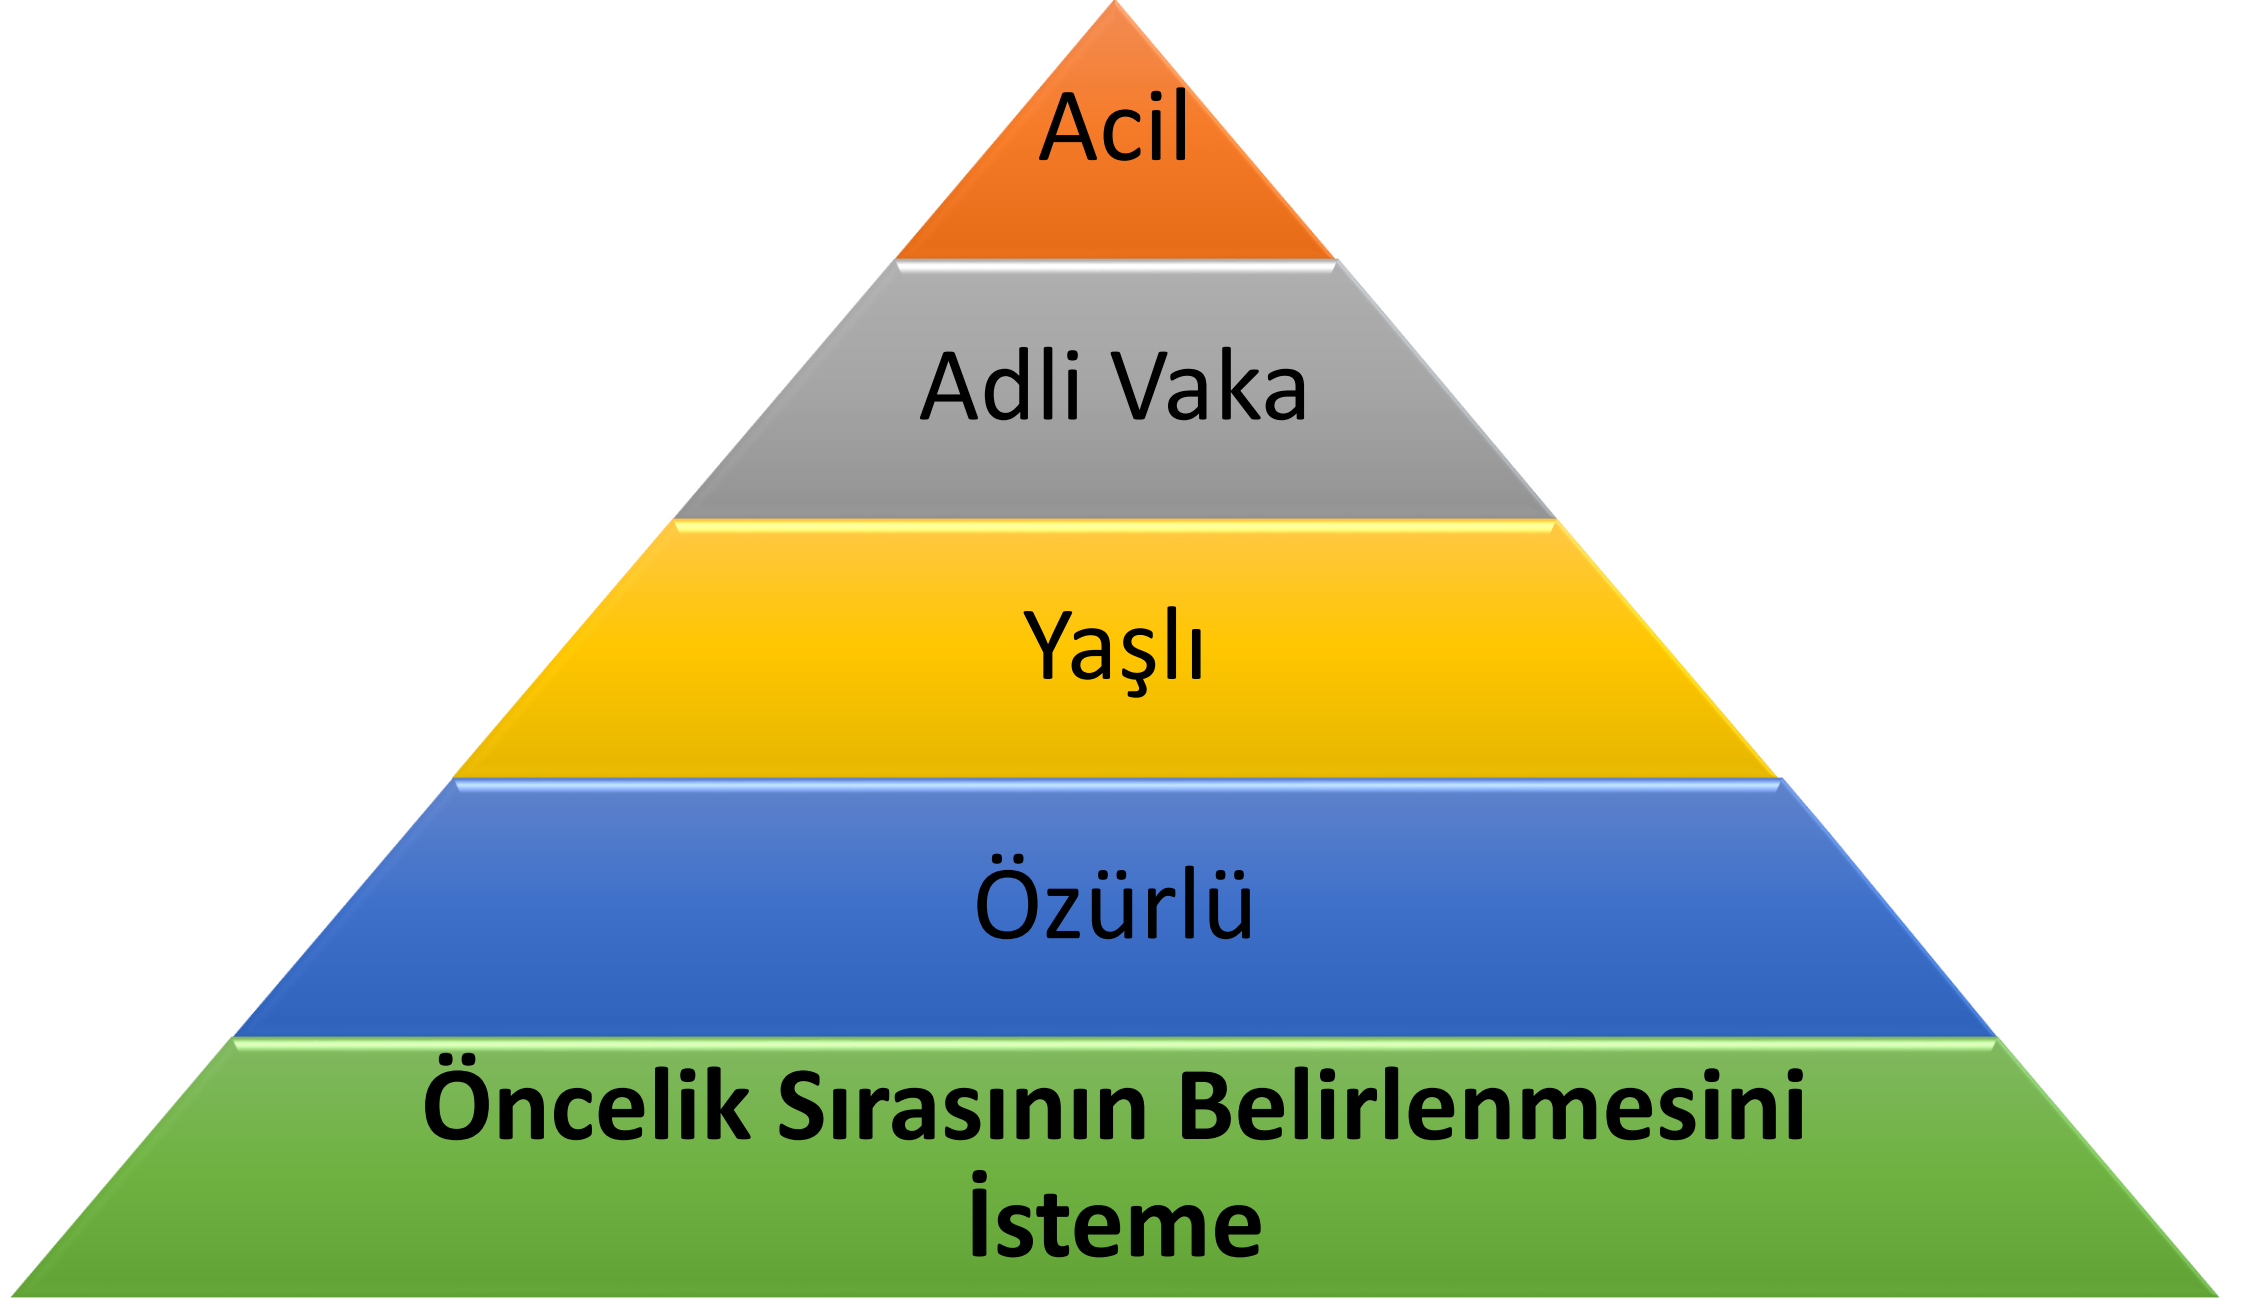 Acil
Adli Vaka
Yaşlı
Özürlü
Öncelik Sırasının Belirlenmesini
İsteme